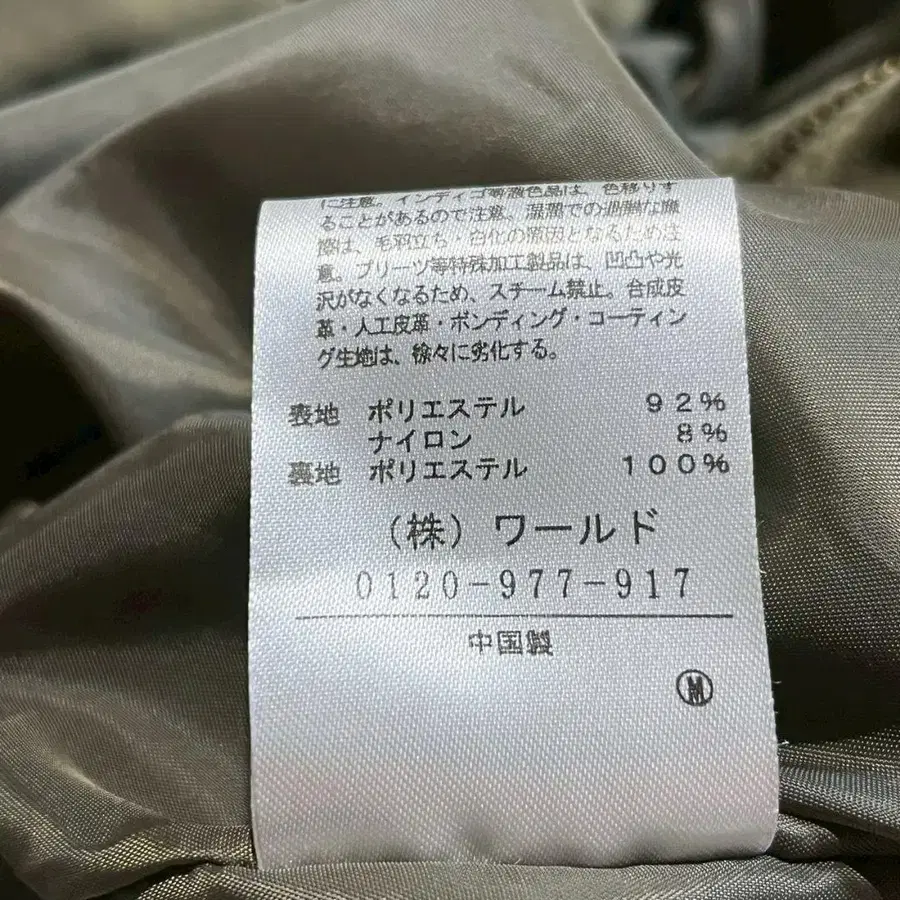 に注意。インディゴ等濃色品は、色移りす
ることがあるので注意。湿潤での過剰な摩
擦は、毛羽立ち・白化の原因となるため注
意。プリーツ等特殊加工製品は、凹凸や光
沢がなくなるため、スチーム禁止。合成皮
革・人工皮革・ボンディング・コーティン
グ生地は、徐々に劣化する。
表地 ポリエステル 92%
ナイロン 8%
裏地 ポリエステル 100%
(株) ワールド
0120-977-917
中国製
M